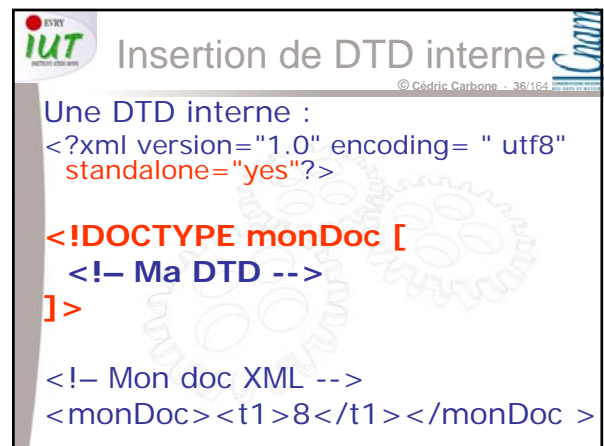 EVRY
iUT
Insertion de DTD interne
Cnam
© Cédric Carbone - 36/164
Une DTD interne :
<?xml version="1.0" encoding= " utf8"
standalone="yes"?>
<!DOCTYPE monDoc [
<!– Ma DTD -->
]>
<!– Mon doc XML -->
<monDoc><t1>8</t1></monDoc >